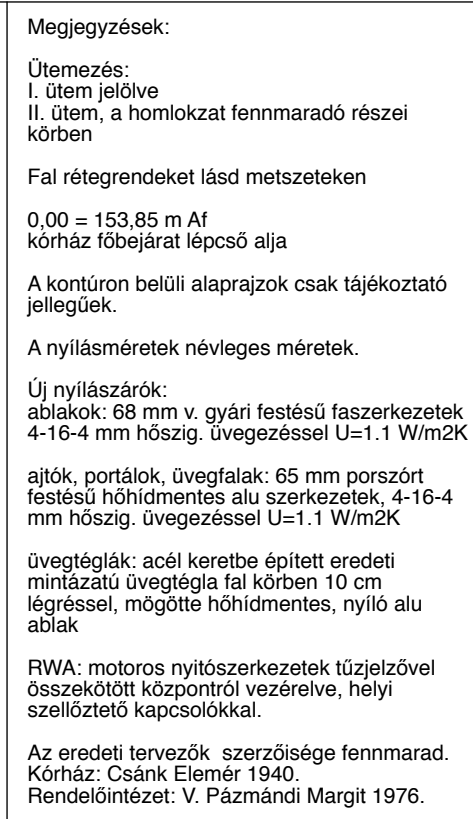 Megjegyzések:
Ütemezés:
I. ütem jelölve
II. ütem, a homlokzat fennmaradó részei
körben
Fal rétegrendeket lásd metszeteken
0,00 = 153,85 m Af
kórház főbejárat lépcső alja
A kontúron belüli alaprajzok csak tájékoztató
jellegűek.
A nyílásméretek névleges méretek.
Új nyílászárók:
ablakok: 68 mm v. gyári festésű faszerkezetek
4-16-4 mm hőszig. üvegezéssel U=1.1 W/m2K
ajtók, portálok, üvegfalak: 65 mm porszórt
festésű hőhídmentes alu szerkezetek, 4-16-4
mm hőszig. üvegezéssel U=1.1 W/m2K
üvegtéglák: acél keretbe épített eredeti
mintázatú üvegtégla fal körben 10 cm
légréssel, mögötte hőhídmentes, nyíló alu
ablak
RWA: motoros nyitószerkezetek tűzjelzővel
összekötött központról vezérelve, helyi
szellőztető kapcsolókkal.
Az eredeti tervezők  szerzőisége fennmarad.
Kórház: Csánk Elemér 1940.
Rendelőintézet: V. Pázmándi Margit 1976.